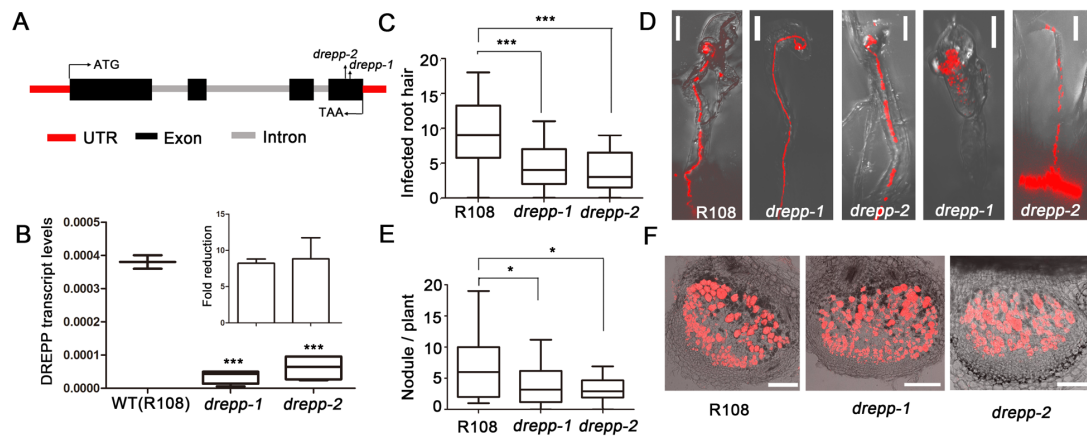 A
ATG
drepp-2
drepp-1
TAA
UTR
Exon
Intron
B
DREPP transcript levels
0.0005
0.0004
0.0003
0.0002
0.0001
0.0000
Fold reduction
15
10
5
0
***
***
WT(R108)
drepp-1
drepp-2
C
Infected root hair
20
15
10
5
0
***
***
R108
drepp-1
drepp-2
D
R108
drepp-1
drepp-2
drepp-1
drepp-2
E
Nodule / plant
20
15
10
5
0
*
*
R108
drepp-1
drepp-2
F
R108
drepp-1
drepp-2